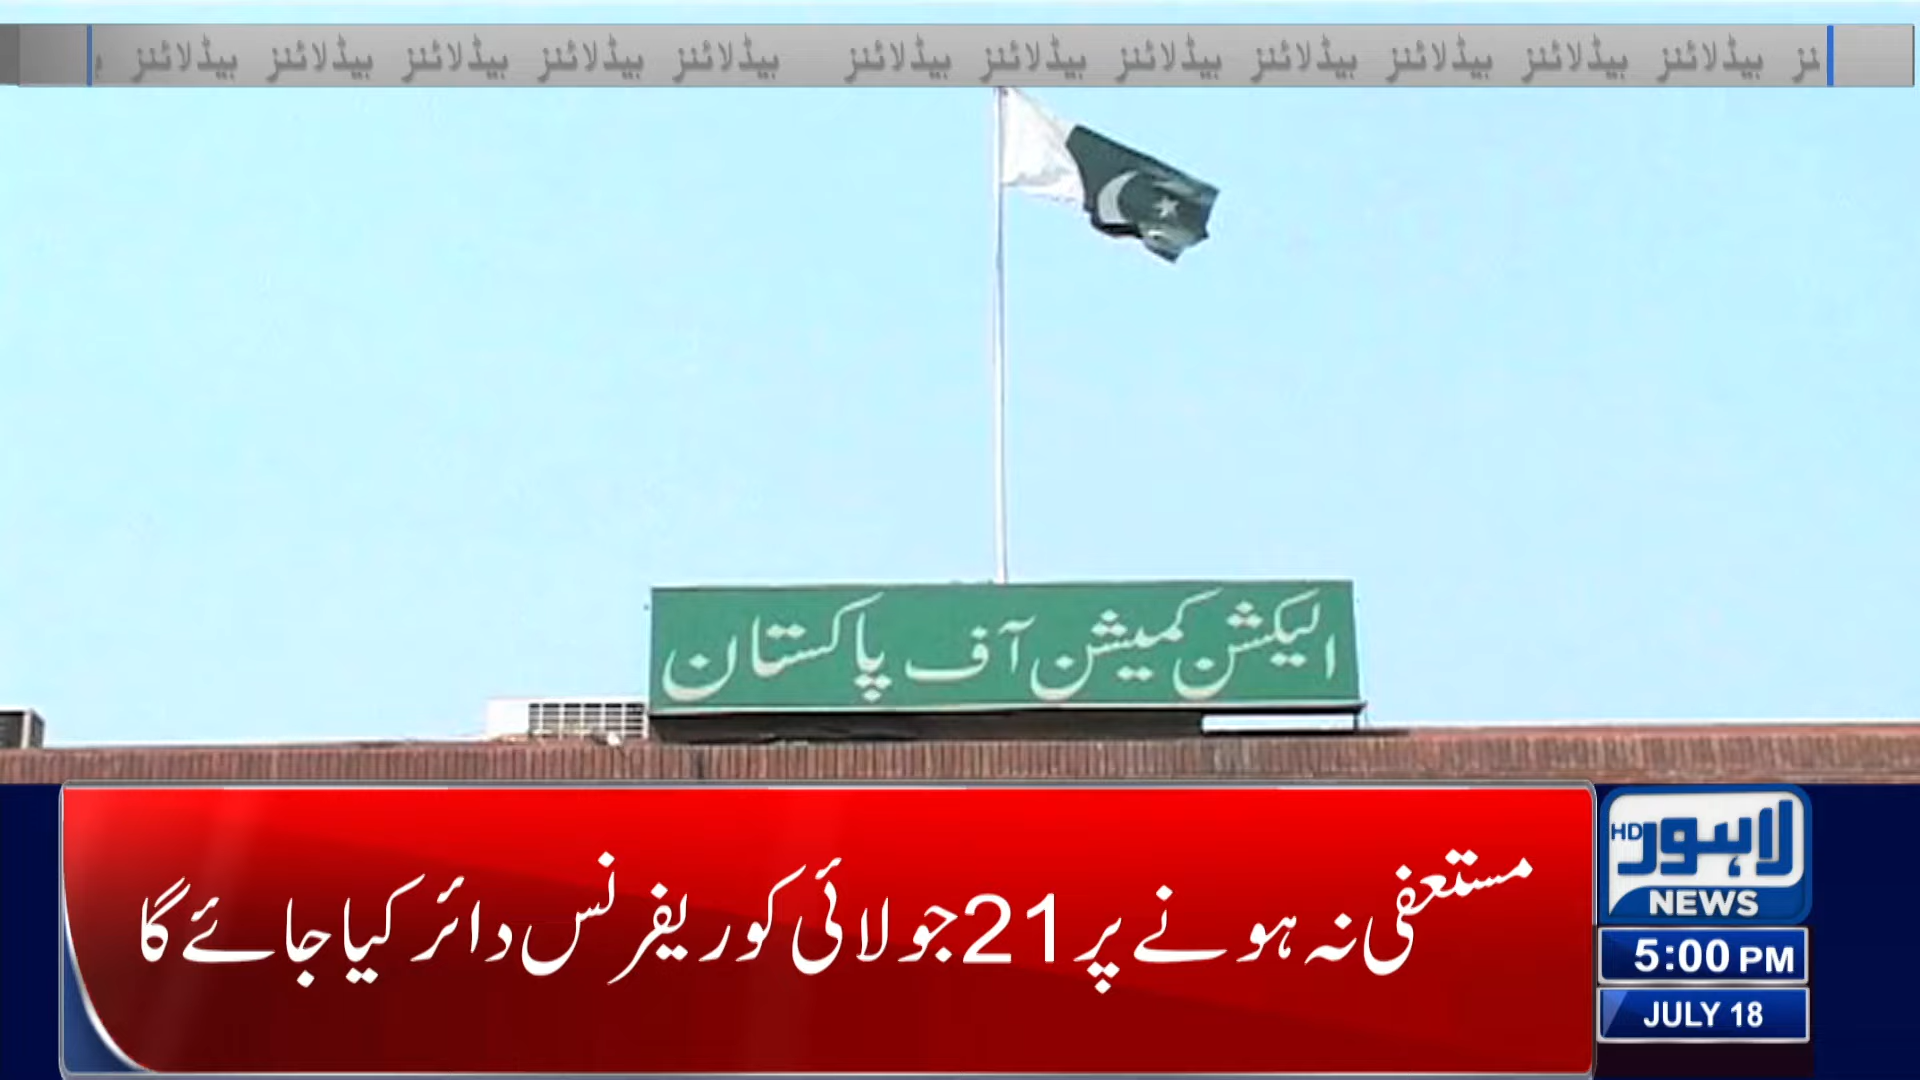 ہیڈلائنز ہیڈلائنز ہیڈلائنز ہیڈلائنز ہیڈلائنز ہیڈلائنز ہیڈلائنز ہیڈلائنز ہیڈلائنز ہیڈلائنز ہیڈلائنز ہیڈلائنز
الیکشن کمیشن آف پاکستان
مستعفی نہ ہونے پر 21 جولائی کو ریفرنس دائر کیا جائے گا
لاہور HD
NEWS
5:00 PM
JULY 18